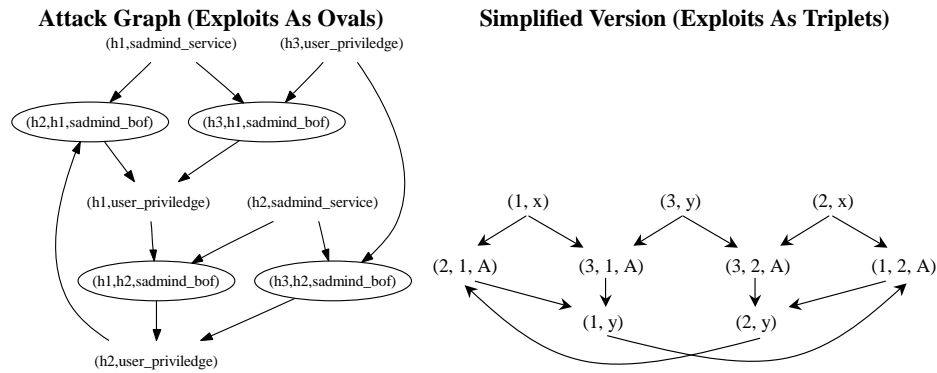 Attack Graph (Exploits As Ovals)
(h1,sadmind_service)
(h3,user_priviledge)
(h2,h1,sadmind_bof)
(h3,h1,sadmind_bof)
(h1,user_priviledge)
(h2,sadmind_service)
(h1,h2,sadmind_bof)
(h3,h2,sadmind_bof)
(h2,user_priviledge)
Simplified Version (Exploits As Triplets)
(1, x)
(3, y)
(2, x)
(2, 1, A)
(3, 1, A)
(3, 2, A)
(1, 2, A)
(1, y)
(2, y)